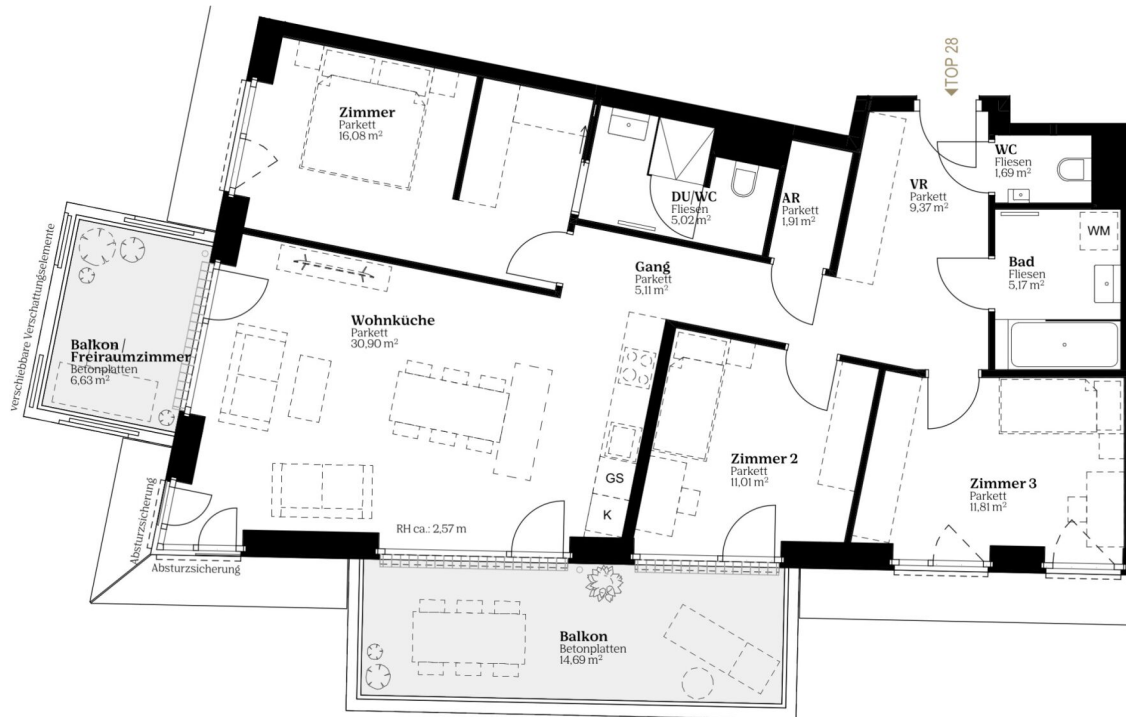 TOP 28
Zimmer
Parkett
16,08 m²
DU/WC
Fliesen
5,02 m²
AR
Parkett
1,91 m²
VR
Parkett
9,37 m²
WC
Fliesen
1,69 m²
WM
Bad
Fliesen
5,17 m²
Gang
Parkett
5,11 m²
Wohnküche
Parkett
30,90 m²
verschiebbare Verschattungselemente
Balkon /
Freiraumzimmer
Betonplatten
6,63 m²
Zimmer 2
Parkett
11,01 m²
Zimmer 3
Parkett
11,81 m²
GS
K
RH ca.: 2,57 m
Absturzsicherung
Absturzsicherung
Balkon
Betonplatten
14,69 m²